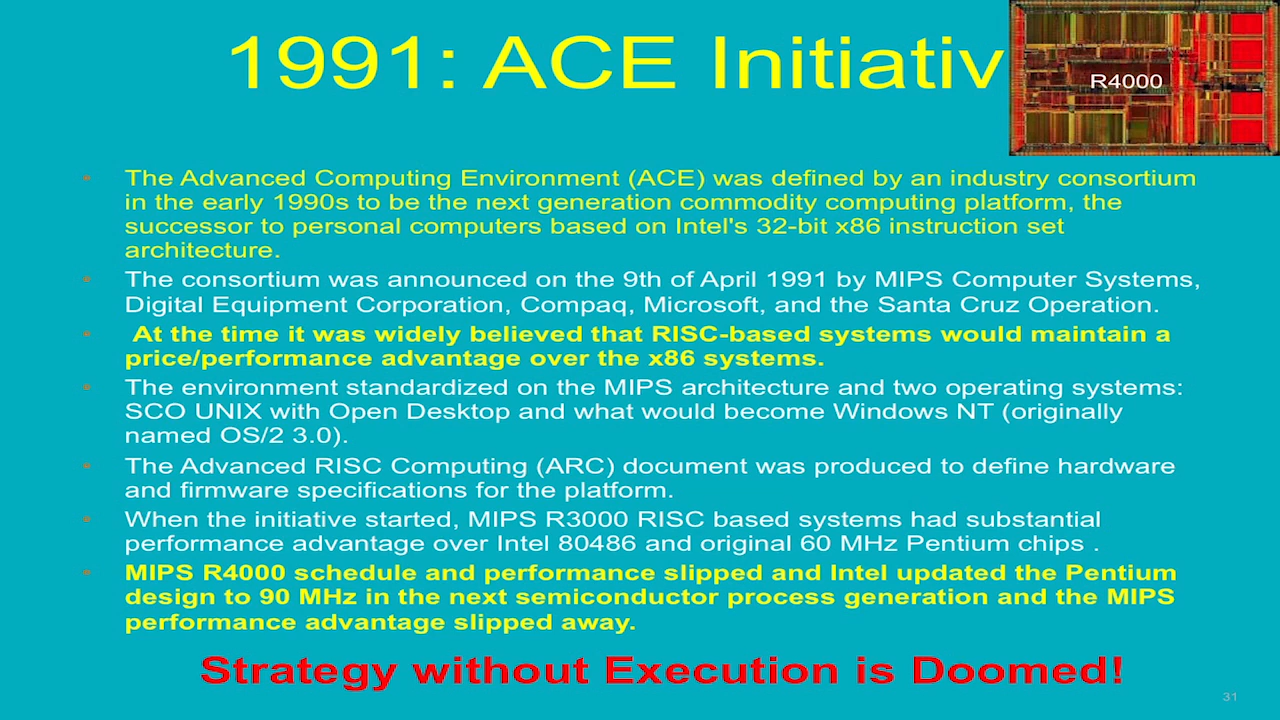 1991: ACE Initiativ
R4000
The Advanced Computing Environment (ACE) was defined by an industry consortium
in the early 1990s to be the next generation commodity computing platform, the
successor to personal computers based on Intel's 32-bit x86 instruction set
architecture.
The consortium was announced on the 9th of April 1991 by MIPS Computer Systems,
Digital Equipment Corporation, Compaq, Microsoft, and the Santa Cruz Operation.
At the time it was widely believed that RISC-based systems would maintain a
price/performance advantage over the x86 systems.
The environment standardized on the MIPS architecture and two operating systems:
SCO UNIX with Open Desktop and what would become Windows NT (originally
named OS/2 3.0).
The Advanced RISC Computing (ARC) document was produced to define hardware
and firmware specifications for the platform.
When the initiative started, MIPS R3000 RISC based systems had substantial
performance advantage over Intel 80486 and original 60 MHz Pentium chips .
MIPS R4000 schedule and performance slipped and Intel updated the Pentium
design to 90 MHz in the next semiconductor process generation and the MIPS
performance advantage slipped away.
Strategy without Execution is Doomed!
31